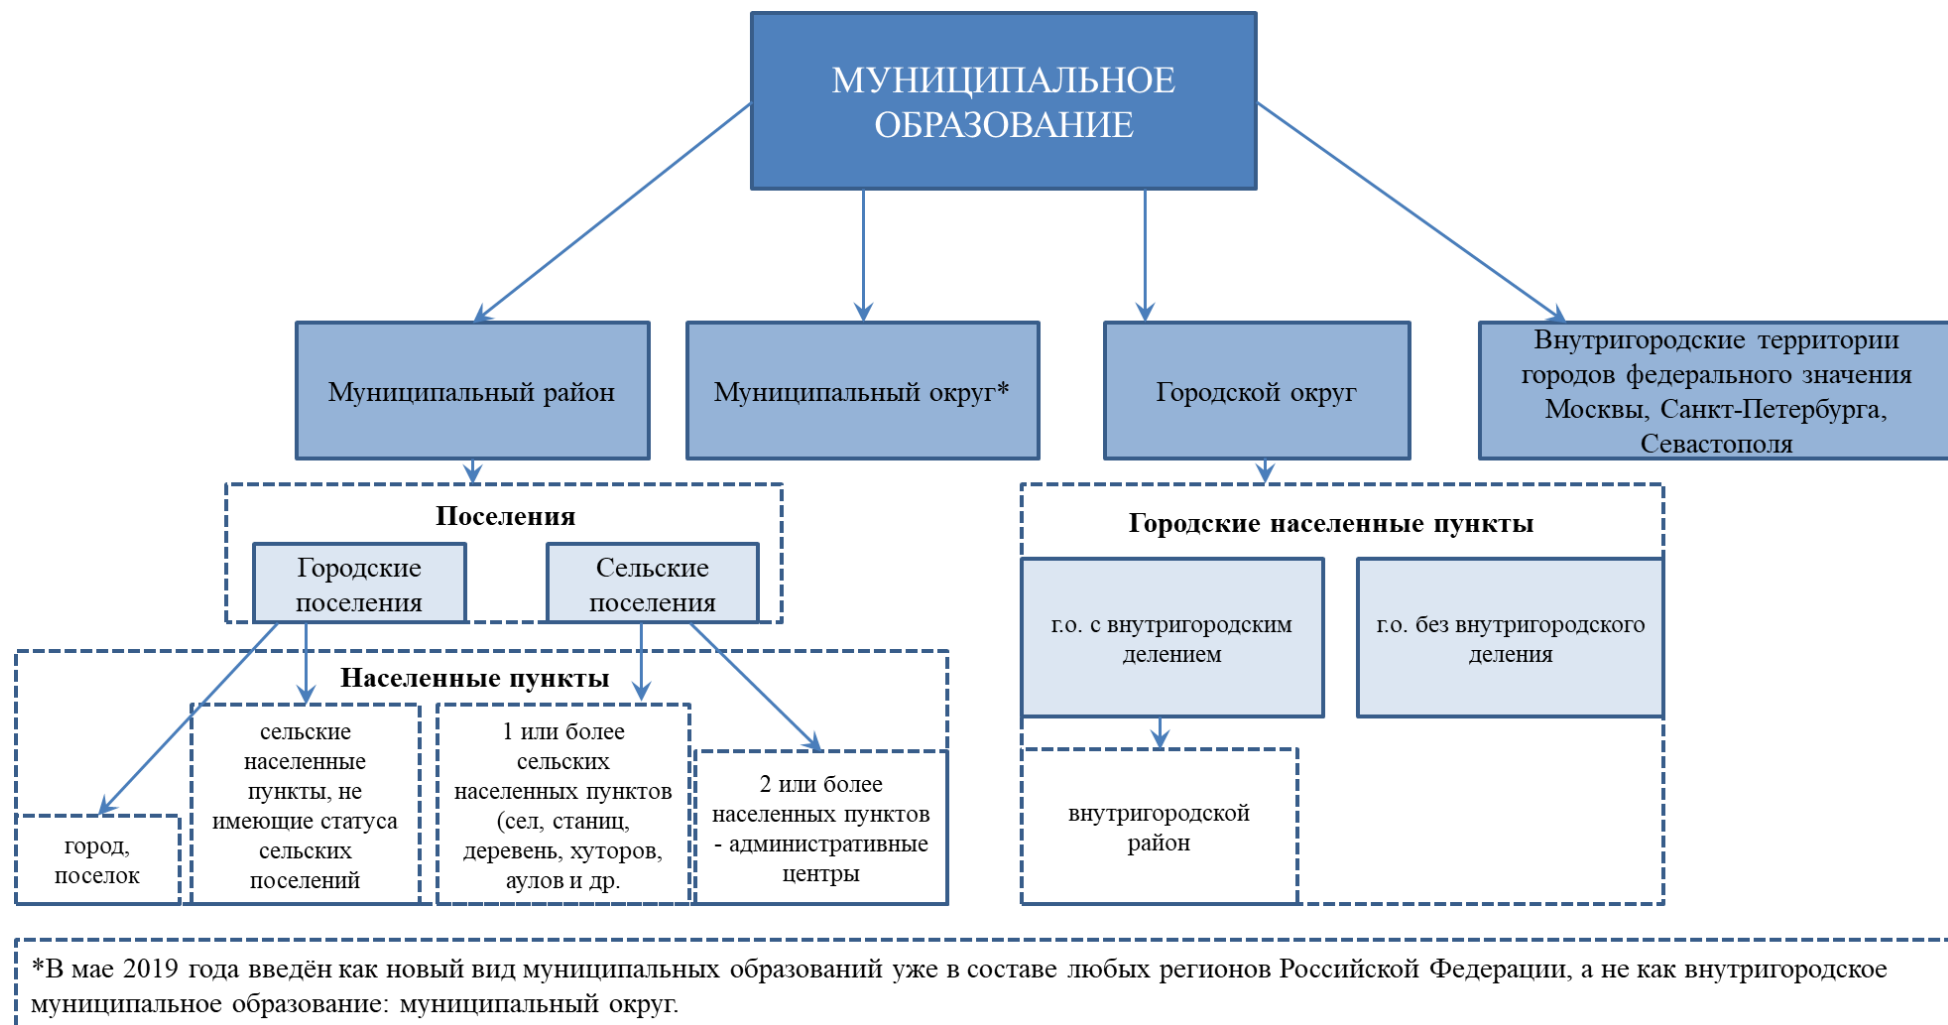 МУНИЦИПАЛЬНОЕ
ОБРАЗОВАНИЕ
Муниципальный район
Муниципальный округ*
Городской округ
Внутригородские территории
городов федерального значения
Москвы, Санкт-Петербурга,
Севастополя
Поселения
Городские
поселения
Сельские
поселения
Городские населенные пункты
г.о. с внутригородским
делением
г.о. без внутригородского
деления
Населенные пункты
город,
поселок
сельские
населенные
пункты, не
имеющие статуса
сельских
поселений
1 или более
сельских
населенных пунктов
(сел, станиц,
деревень, хуторов,
аулов и др.
2 или более
населенных пунктов
- административные
центры
внутригородской
район
*В мае 2019 года введён как новый вид муниципальных образований уже в составе любых регионов Российской Федерации, а не как внутригородское
муниципальное образование: муниципальный округ.